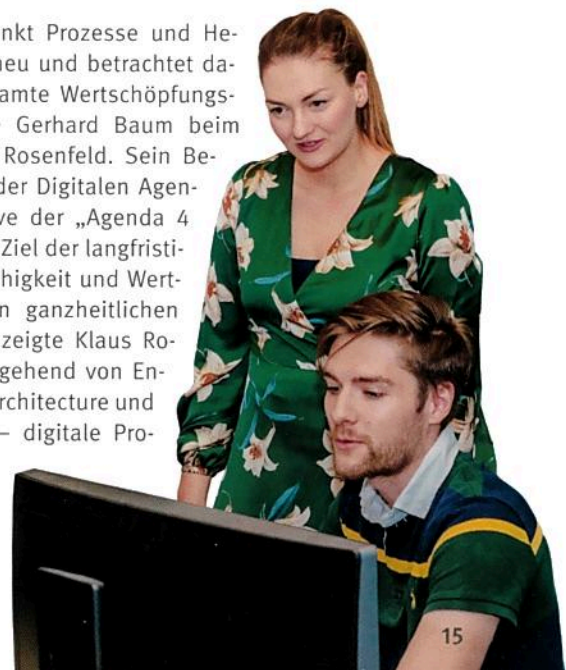 nkt Prozesse und He-
neu und betrachtet da-
amte Wertschöpfungs-
Gerhard Baum beim
Rosenfeld. Sein Be-
der Digitalen Agen-
ve der „Agenda 4
Ziel der langfristi-
higkeit und Wert-
n ganzheitlichen
zeigte Klaus Ro-
gehend von En-
rchitecture und
– digitale Pro-
15